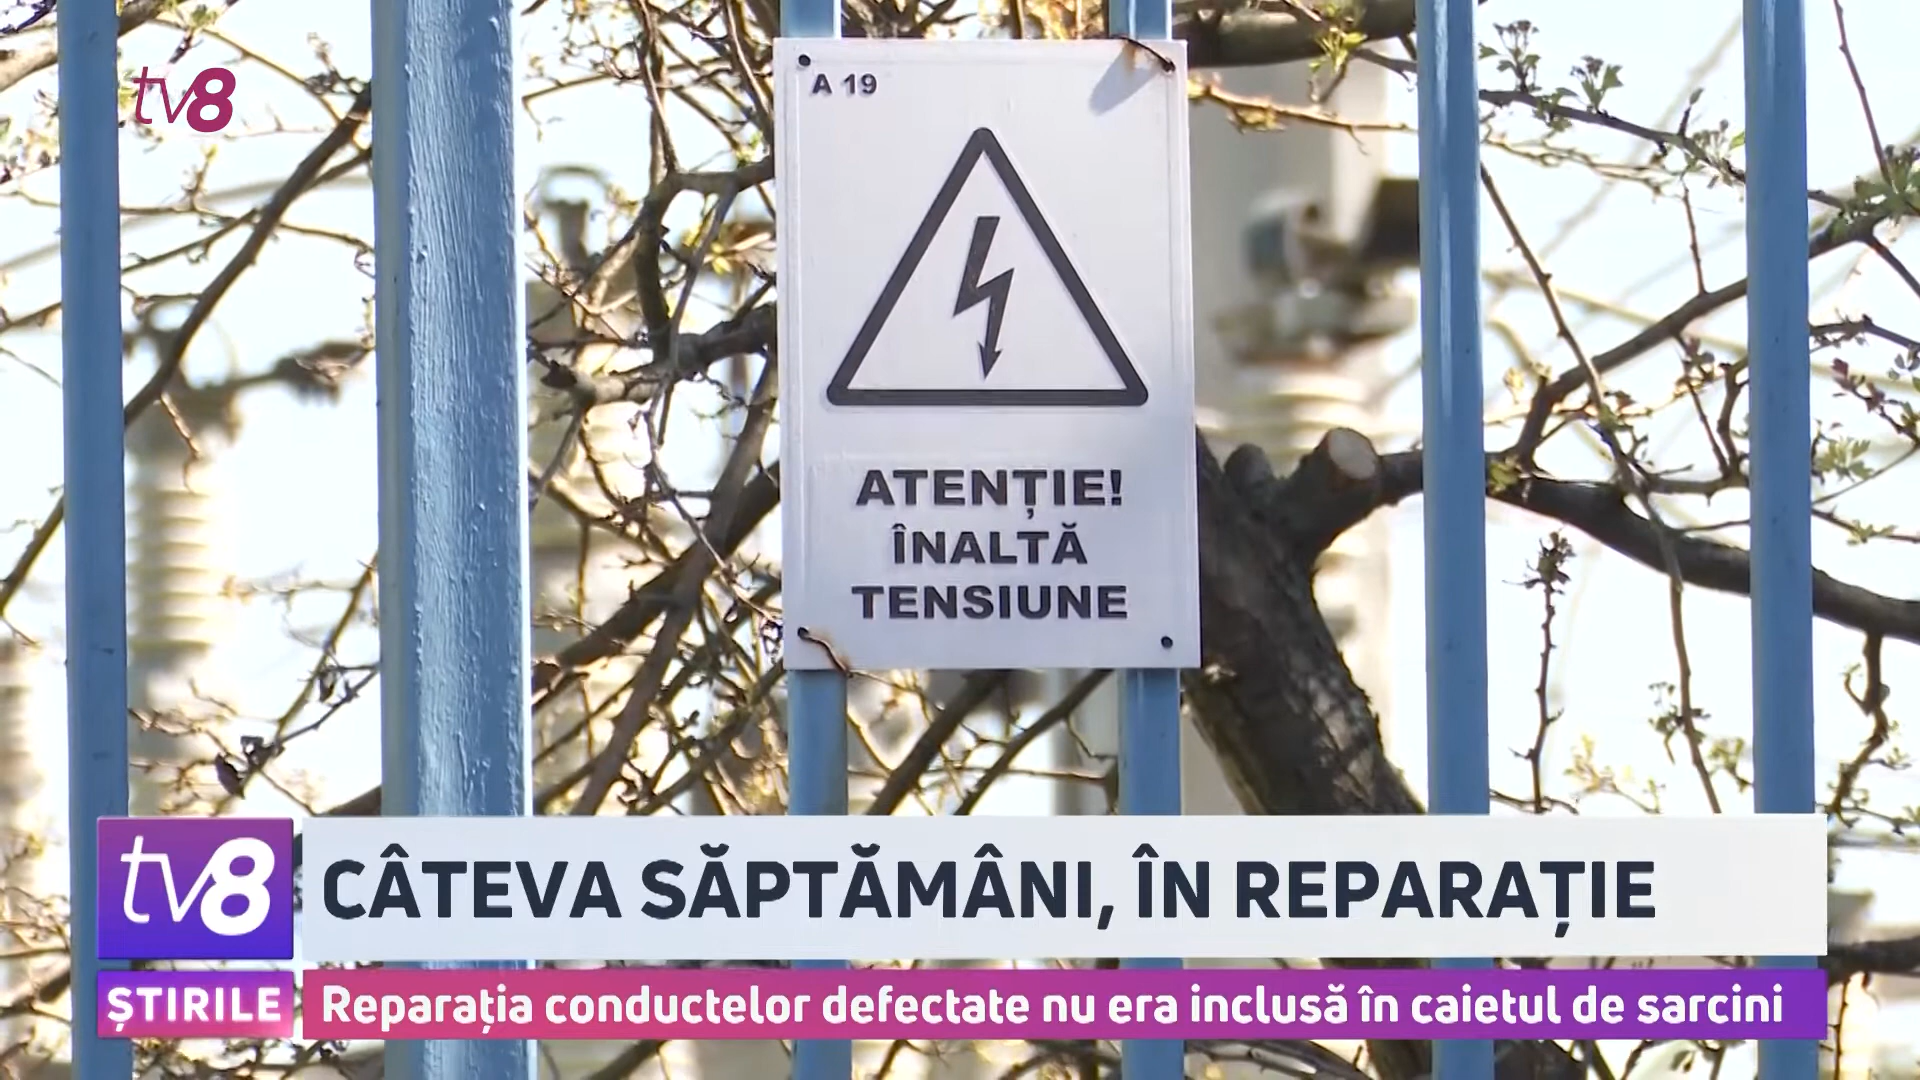 tv8
A 19
ATENȚIE!
ÎNALTĂ
TENSIUNE
tv8
CÂTEVA SĂPTĂMÂNI, ÎN REPARAȚIE
ȘTIRILE
Reparația conductelor defectate nu era inclusă în caietul de sarcini